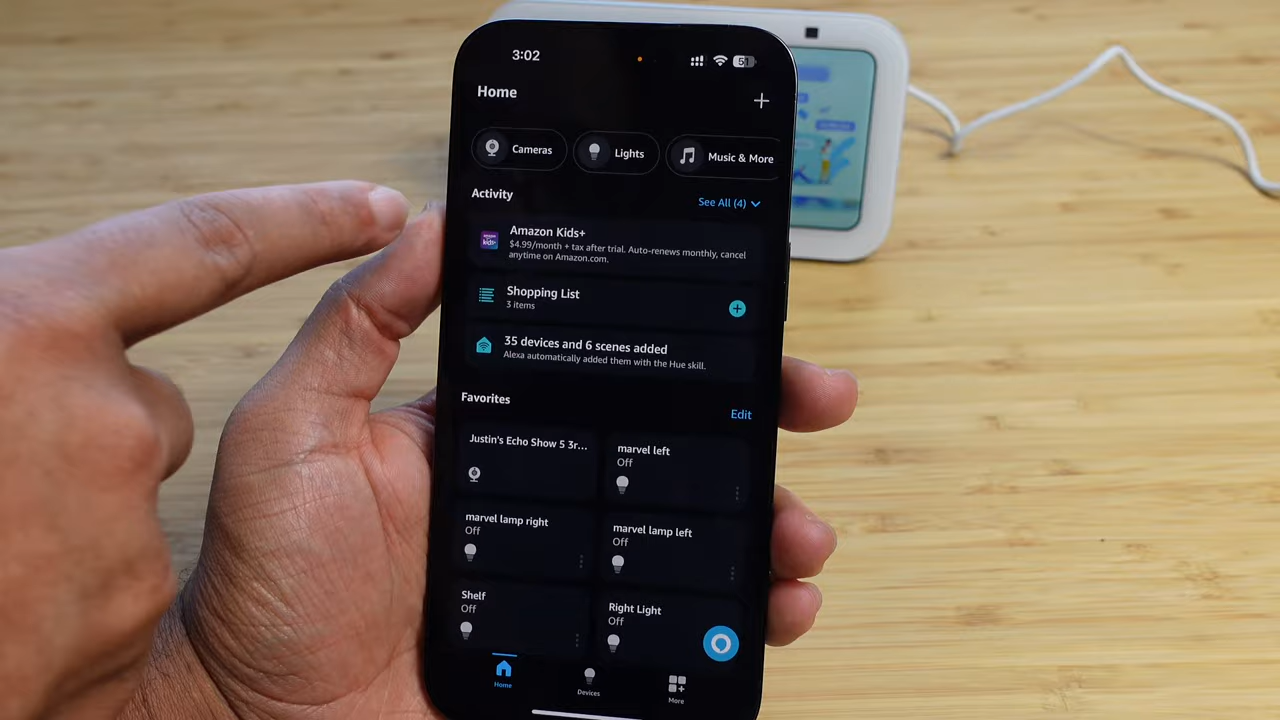 3:02
51
Home
Cameras
Lights
Music & More
Activity
See All (4)
Amazon Kids+
$4.99/month + tax after trial. Auto-renews monthly, cancel
anytime on Amazon.com.
Shopping List
3 items
35 devices and 6 scenes added
Alexa automatically added them with the Hue skill.
Favorites
Edit
Justin's Echo Show 5 3r...
marvel left
Off
marvel lamp right
Off
marvel lamp left
Off
Shelf
Off
Right Light
Off
Home
Devices
More